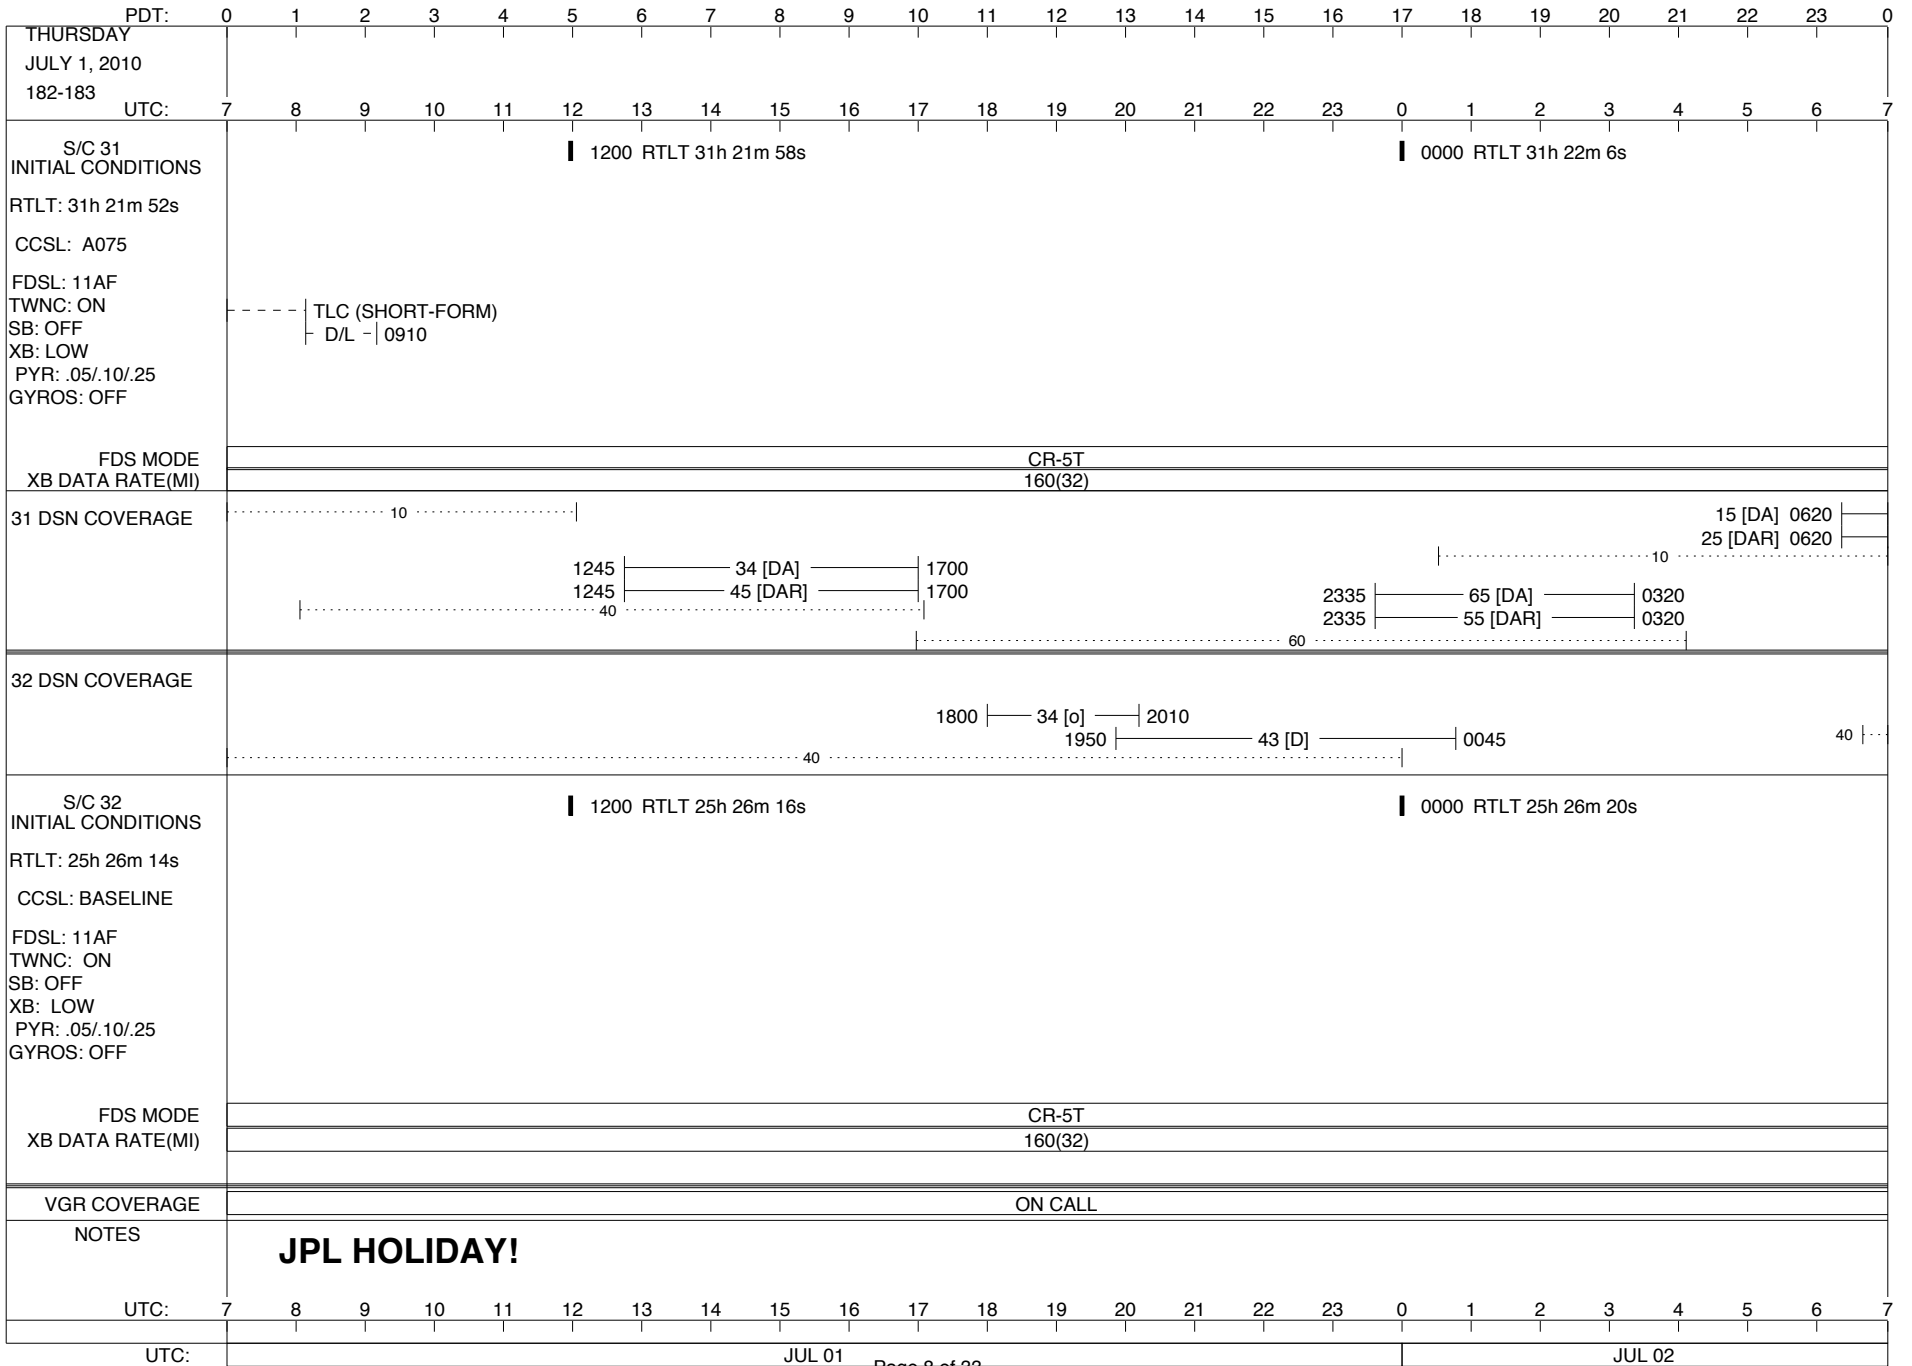 PDT: 0 1 2 3 4 5 6 7 8 9 10 11 12 13 14 15 16 17 18 19 20 21 22 23 0
THURSDAY
JULY 1, 2010
182-183
UTC: 7 8 9 10 11 12 13 14 15 16 17 18 19 20 21 22 23 0 1 2 3 4 5 6 7
S/C 31
INITIAL CONDITIONS
1200 RTLT 31h 21m 58s
0000 RTLT 31h 22m 6s
RTLT: 31h 21m 52s
CCSL: A075
FDSL: 11AF
TWNC: ON
SB: OFF
XB: LOW
PYR: .05/.10/.25
GYROS: OFF
TLC (SHORT-FORM)
D/L 0910
FDS MODE CR-5T
XB DATA RATE(MI) 160(32)
31 DSN COVERAGE
10
15 [DA] 0620
25 [DAR] 0620
10
1245 34 [DA] 1700
1245 45 [DAR] 1700
40
2335 65 [DA] 0320
2335 55 [DAR] 0320
60
32 DSN COVERAGE
1800 34 [o] 2010
1950 43 [D] 0045
40
40
S/C 32
INITIAL CONDITIONS
1200 RTLT 25h 26m 16s
0000 RTLT 25h 26m 20s
RTLT: 25h 26m 14s
CCSL: BASELINE
FDSL: 11AF
TWNC: ON
SB: OFF
XB: LOW
PYR: .05/.10/.25
GYROS: OFF
FDS MODE CR-5T
XB DATA RATE(MI) 160(32)
VGR COVERAGE ON CALL
NOTES
JPL HOLIDAY!
UTC: 7 8 9 10 11 12 13 14 15 16 17 18 19 20 21 22 23 0 1 2 3 4 5 6 7
UTC: JUL 01 JUL 02